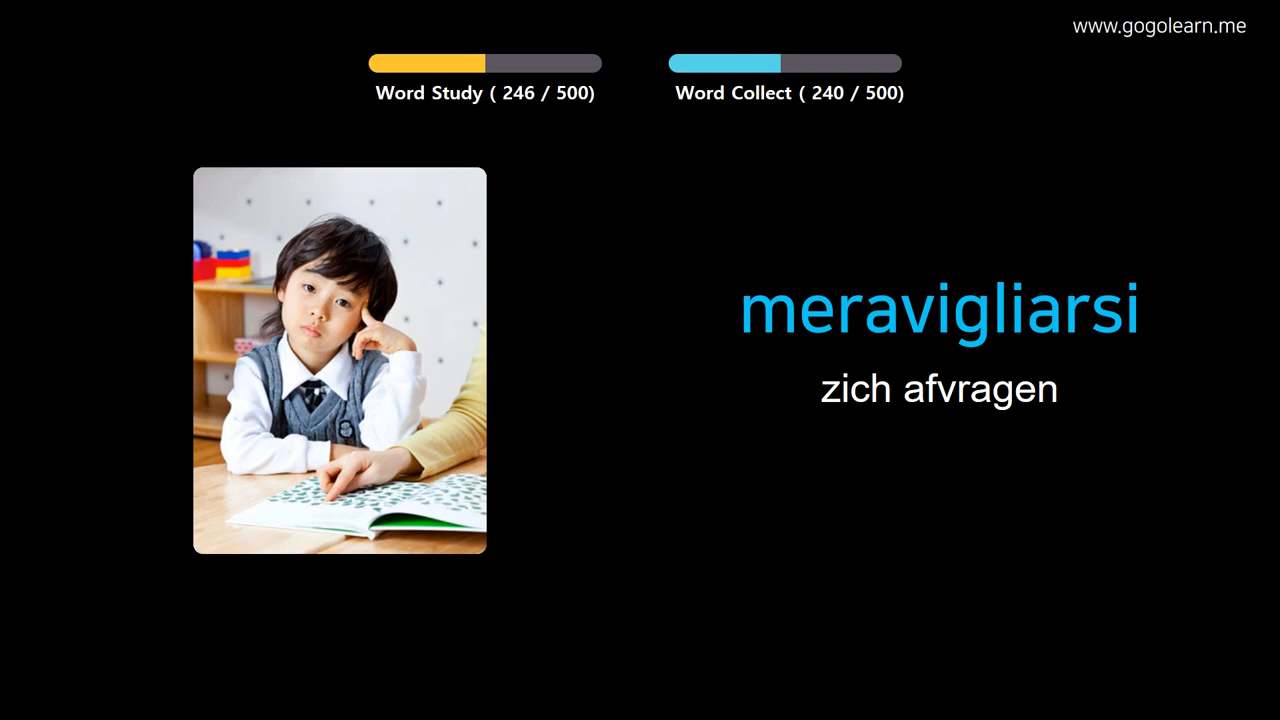 www.gogolearn.me
Word Study ( 246 / 500)
Word Collect ( 240 / 500)
meravigliarsi
zich afvragen